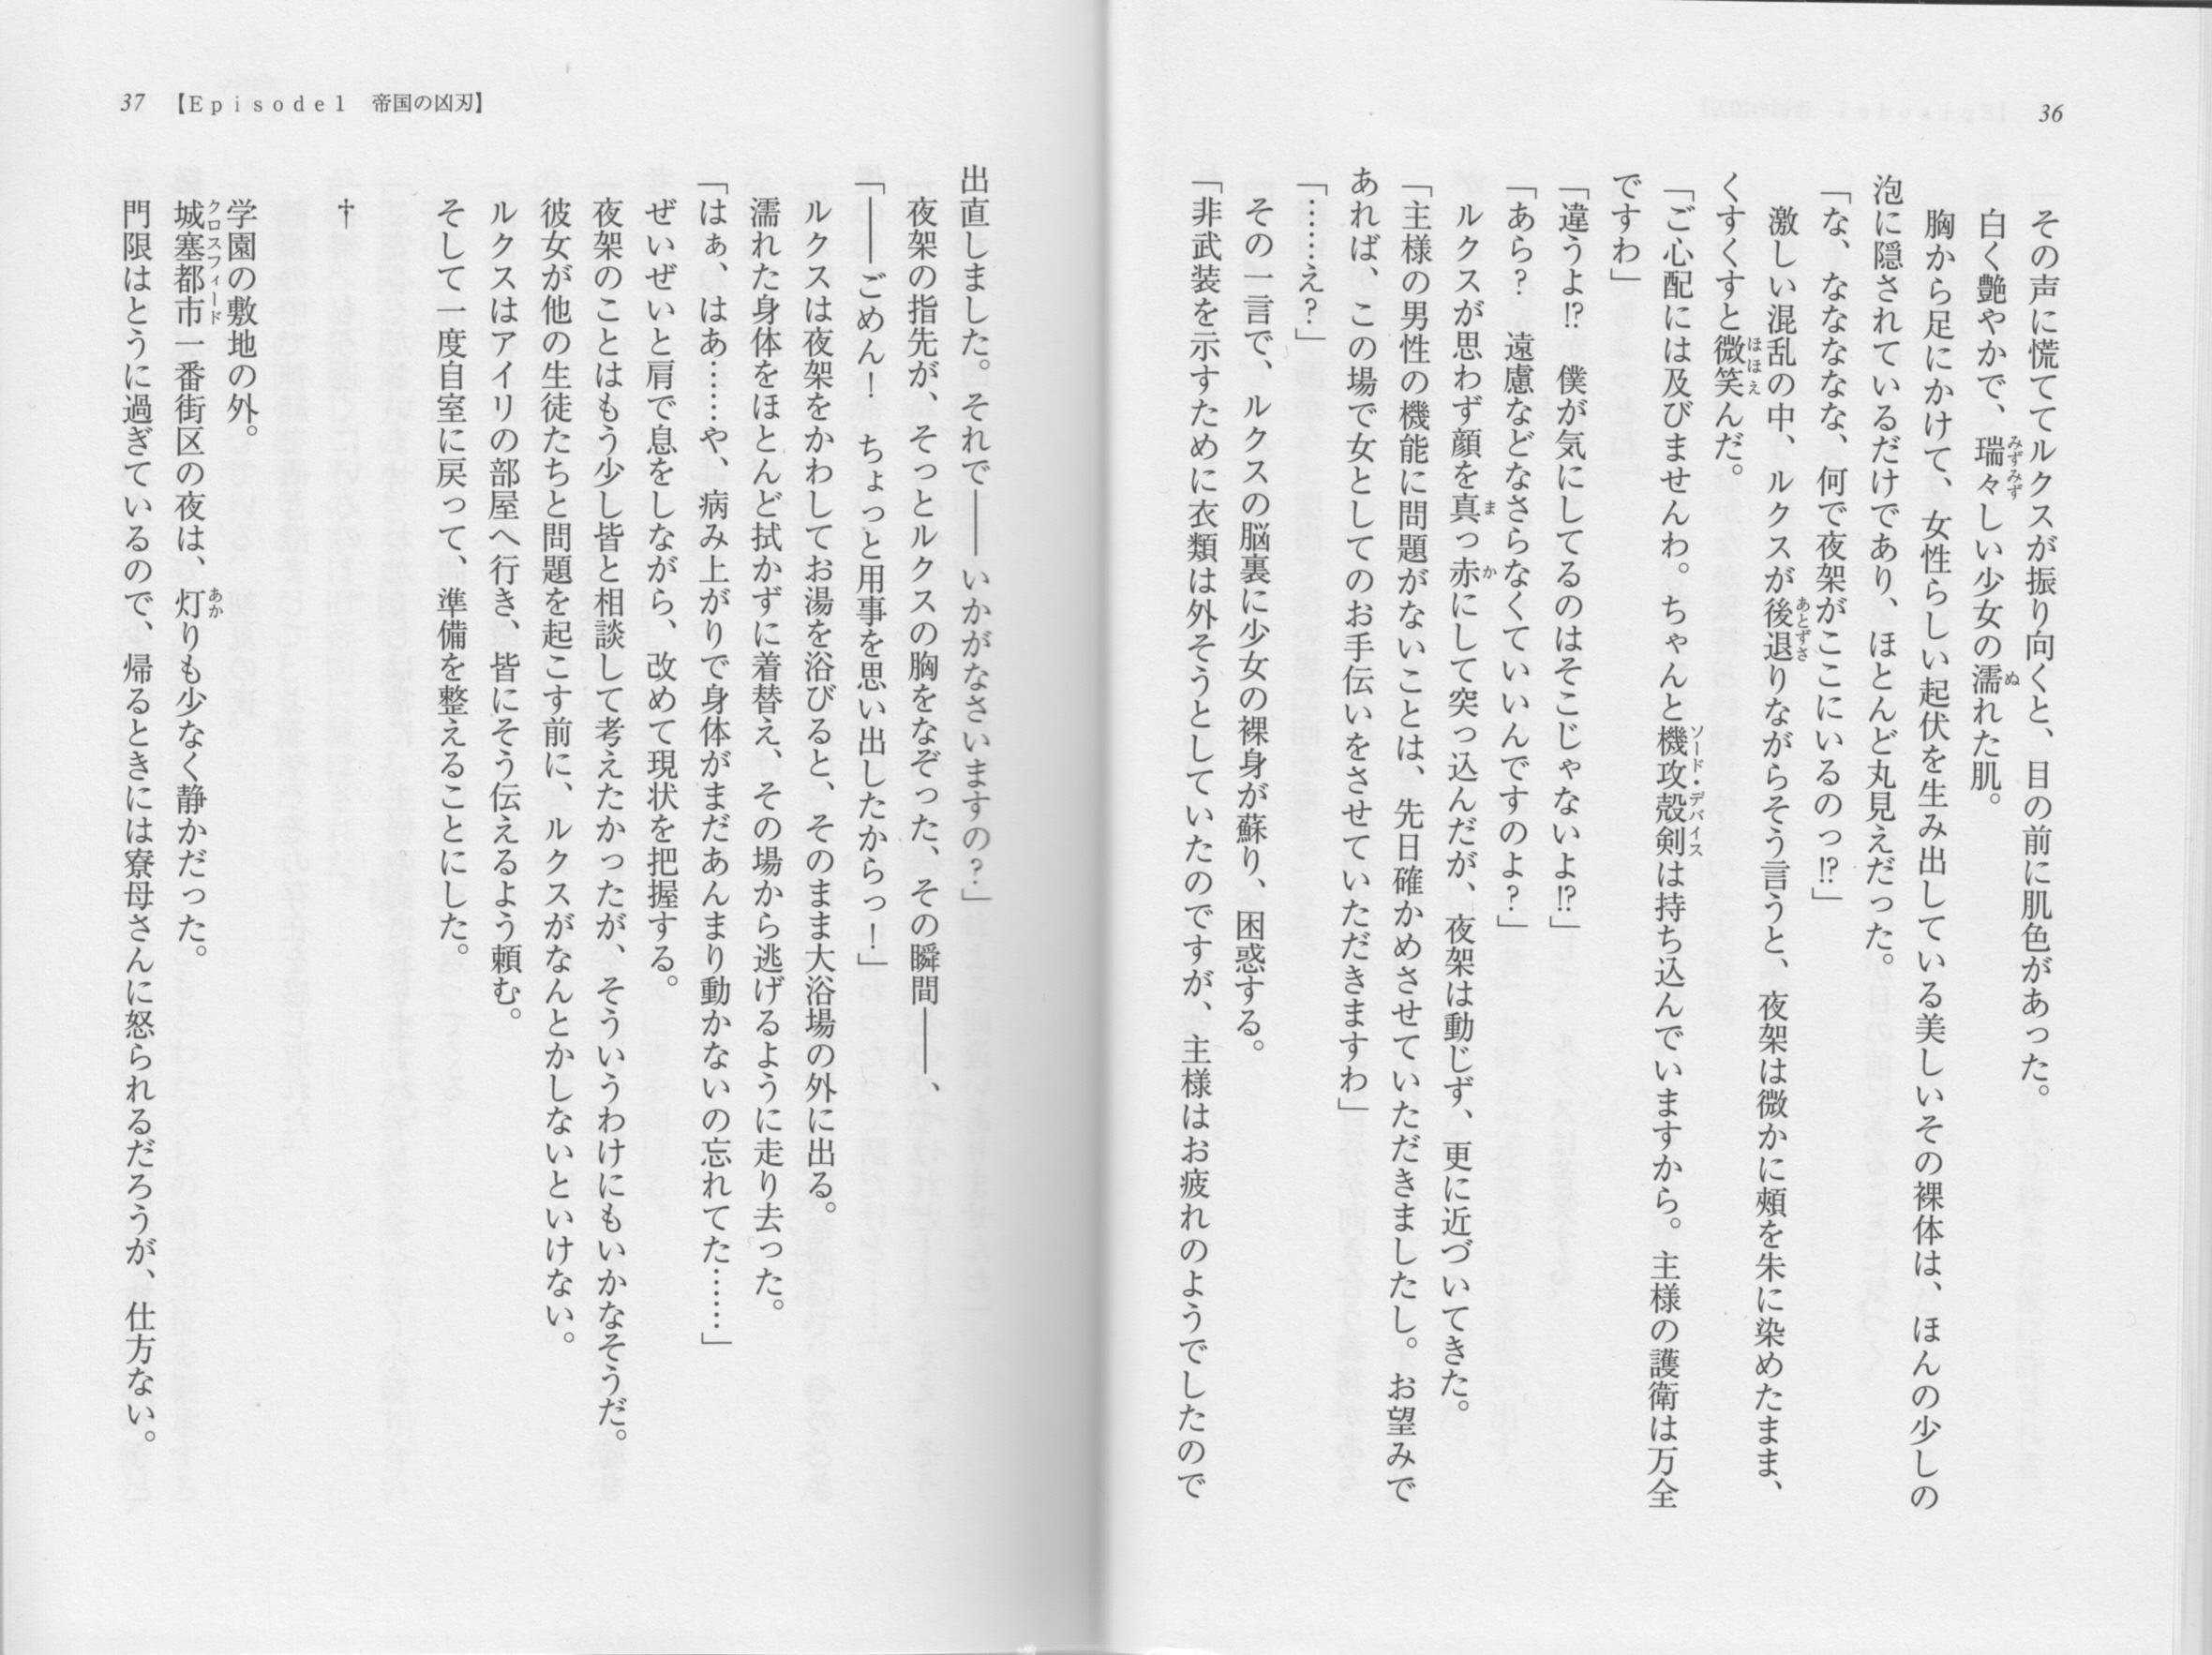 36
その声に慌ててルクスが振り向くと、目の前に肌色があった。
白く艶やかで、瑞々しい少女の濡れた肌。
胸から足にかけて、女性らしい起伏を生み出している美しいその裸体は、ほんの少しの
泡に隠されているだけであり、ほとんど丸見えだった。
「な、なななな、何で夜架がここにいるのっ⁉」
激しい混乱の中、ルクスが後退りながらそう言うと、夜架は微かに頰を朱に染めたまま、
くすくすと微笑んだ。
「ご心配には及びませんわ。ちゃんと機攻殻剣は持ち込んでいますから。主様の護衛は万全
ですわ」
「違うよ⁉　僕が気にしてるのはそこじゃないよ⁉」
「あら？　遠慮などなさらなくていいんですのよ？」
ルクスが思わず顔を真っ赤にして突っ込んだが、夜架は動じず、更に近づいてきた。
「主様の男性の機能に問題がないことは、先日確かめさせていただきましたし。お望みで
あれば、この場で女としてのお手伝いをさせていただきますわ」
「……え？」
その一言で、ルクスの脳裏に少女の裸身が蘇り、困惑する。
「非武装を示すために衣類は外そうとしていたのですが、主様はお疲れのようでしたので
37 【Episode1　帝国の凶刃】
出直しました。それで――いかがなさいますの？」
夜架の指先が、そっとルクスの胸をなぞった、その瞬間――、
「――ごめん！　ちょっと用事を思い出したからっ！」
ルクスは夜架をかわしてお湯を浴びると、そのまま大浴場の外に出る。
濡れた身体をほとんど拭かずに着替え、その場から逃げるように走り去った。
「はぁ、はあ……や、病み上がりで身体がまだあんまり動かないの忘れてた……」
ぜいぜいと肩で息をしながら、改めて現状を把握する。
夜架のことはもう少し皆と相談して考えたかったが、そういうわけにもいかなそうだ。
彼女が他の生徒たちと問題を起こす前に、ルクスがなんとかしないといけない。
ルクスはアイリの部屋へ行き、皆にそう伝えるよう頼む。
そして一度自室に戻って、準備を整えることにした。
†
学園の敷地の外。
城塞都市一番街区の夜は、灯りも少なく静かだった。
門限はとうに過ぎているので、帰るときには寮母さんに怒られるだろうが、仕方ない。